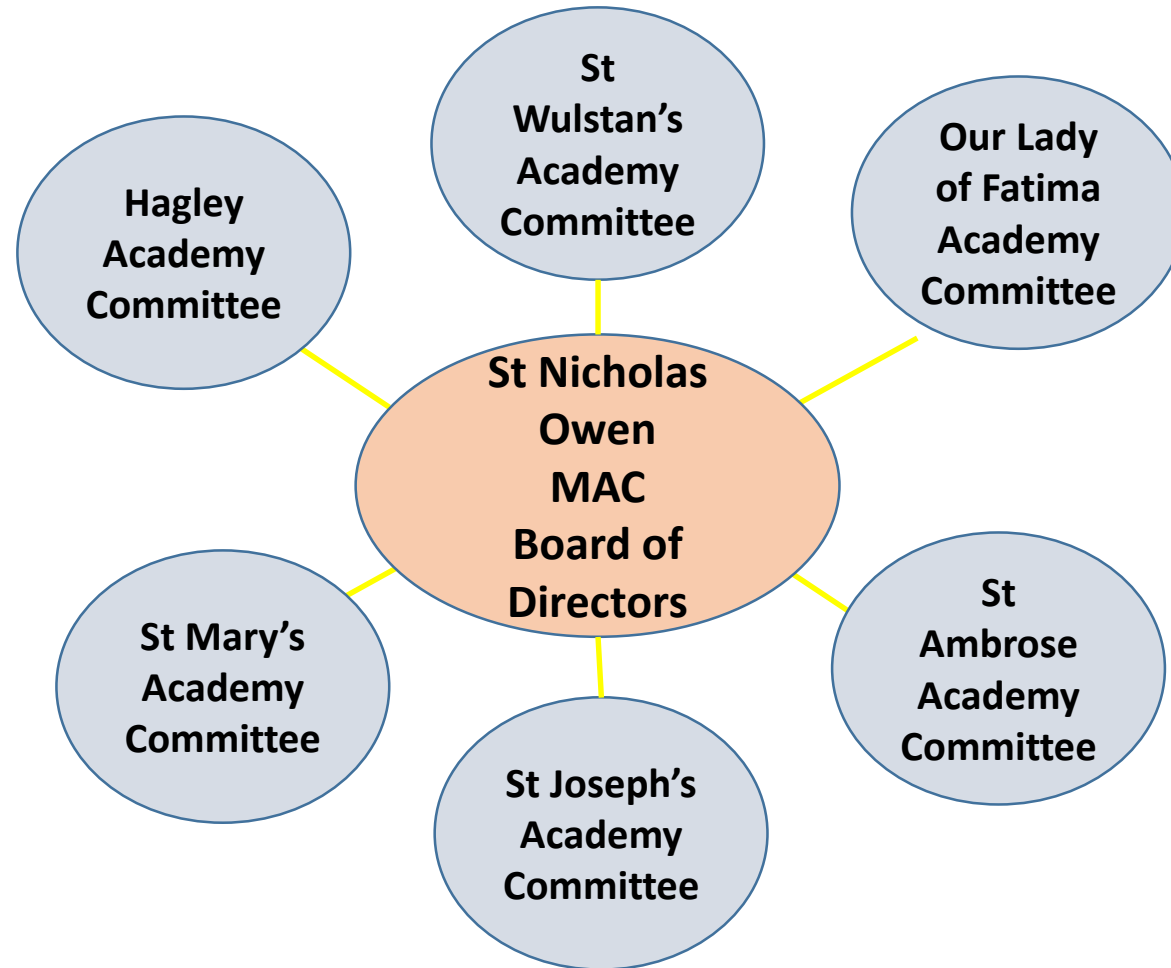 St
Wulstan’s
Academy
Committee
Our Lady
of Fatima
Academy
Committee
Hagley
Academy
Committee
St Nicholas
Owen
MAC
Board of
Directors
St Mary’s
Academy
Committee
St
Ambrose
Academy
Committee
St Joseph’s
Academy
Committee